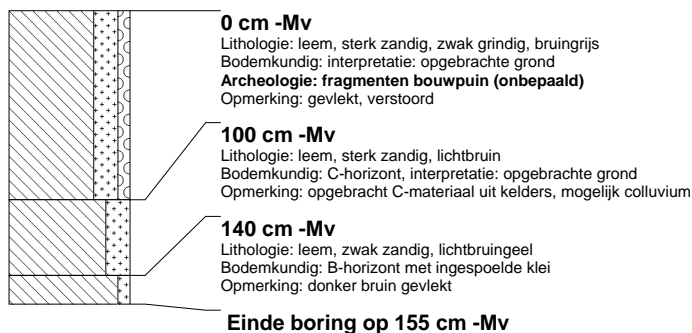 0 cm -Mv
Lithologie: leem, sterk zandig, zwak grindig, bruingrijs
Bodemkundig: interpretatie: opgebrachte grond
Archeologie: fragmenten bouwpuin (onbepaald)
Opmerking: gevlekt, verstoord
100 cm -Mv
Lithologie: leem, sterk zandig, lichtbruin
Bodemkundig: C-horizont, interpretatie: opgebrachte grond
Opmerking: opgebracht C-materiaal uit kelders, mogelijk colluvium
140 cm -Mv
Lithologie: leem, zwak zandig, lichtbruingeel
Bodemkundig: B-horizont met ingespoelde klei
Opmerking: donker bruin gevlekt
Einde boring op 155 cm -Mv